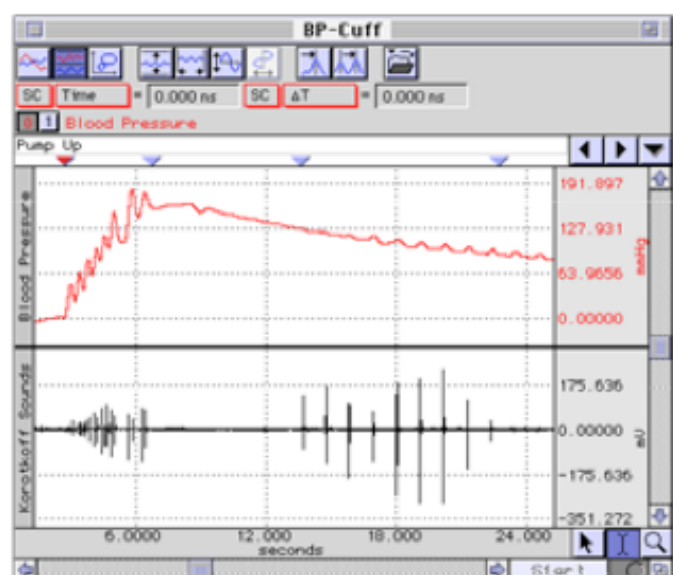 BP-Cuff
SC Time = 0.000 ns SC ΔT = 0.000 ns
0 1 Blood Pressure
Pump Up
Blood Pressure
191.897
127.931
63.9656
0.00000
mmHg
Korotkoff Sounds
175.636
0.00000
-175.636
-351.272
mV
6.0000 12.000 18.000 24.000
seconds
Start